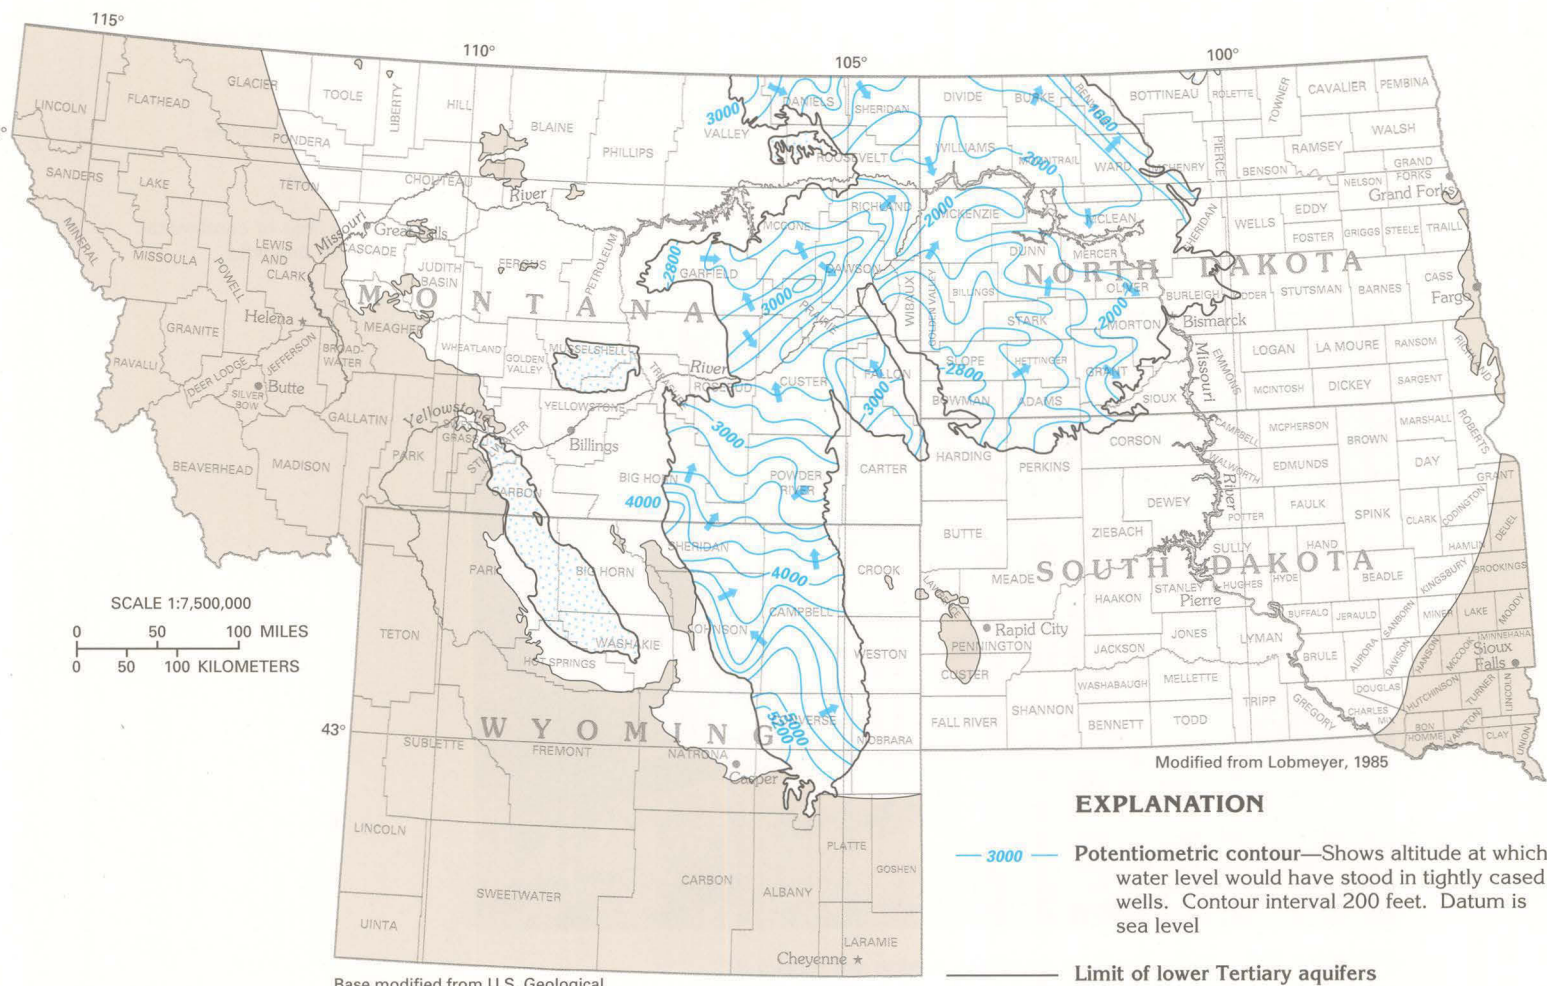 115°
110°
105°
100°
LINCOLN
FLATHEAD
GLACIER
TOOLE
LIBERTY
HILL
BLAINE
PHILLIPS
VALLEY
3000
DANIELS
SHERIDAN
DIVIDE
BURKE
1600
BOTTINEAU
ROLETTE
TOWNER
CAVALIER
PEMBINA
PONDERA
SANDERS
LAKE
TETON
CHOUTEAU
River
ROOSEVELT
WILLIAMS
2000
WARD
PIERCE
BENSON
RAMSEY
WALSH
NELSON
GRAND
FORKS
Grand Forks
MINERAL
MISSOULA
POWELL
LEWIS
AND
CLARK
Missouri
CASCADE
Great Falls
JUDITH
BASIN
FERGUS
PETROLEUM
2800
GARFIELD
MCCONE
RICHLAND
2000
MCKENZIE
DUNN
MCLEAN
MERCER
OLIVER
SHERIDAN
WELLS
EDDY
FOSTER
GRIGGS
STEELE
TRAILL
MONTANA
NORTH DAKOTA
DAWSON
3000
PRAIRIE
WIBAUX
GOLDEN VALLEY
BILLINGS
STARK
2000
MORTON
BURLEIGH
STUTSMAN
BARNES
CASS
Fargo
Bismarck
GRANITE
Helena
RAVALLI
DEER LODGE
JEFFERSON
BROAD-
WATER
MEAGHER
WHEATLAND
GOLDEN
VALLEY
MUSSELSHELL
TREASURE
River
ROSEBUD
CUSTER
FALLON
3000
SLOPE
2800
HETTINGER
GRANT
BOWMAN
ADAMS
SIOUX
Missouri
EMMONS
LOGAN
LA MOURE
RANSOM
RICHLAND
MCINTOSH
DICKEY
SARGENT
Butte
SILVER
BOW
GALLATIN
Yellowstone
SWEET
GRASS
STILLWATER
YELLOWSTONE
Billings
BEAVERHEAD
MADISON
PARK
CARBON
BIG HORN
3000
4000
POWDER
RIVER
CARTER
HARDING
PERKINS
CORSON
CAMPBELL
MCPHERSON
BROWN
MARSHALL
ROBERTS
WALWORTH
River
EDMUNDS
DAY
GRANT
DEWEY
POTTER
FAULK
SPINK
CLARK
CODINGTON
DEUEL
BUTTE
ZIEBACH
SULLY
HAND
HAMLIN
SHERIDAN
PARK
BIG HORN
4000
CROOK
MEADE
SOUTH DAKOTA
STANLEY
HUGHES
HYDE
BEADLE
KINGSBURY
BROOKINGS
HAAKON
Pierre
SCALE 1:7,500,000
0 50 100 MILES
0 50 100 KILOMETERS
TETON
JOHNSON
CAMPBELL
WASHAKIE
HOT SPRINGS
WESTON
Rapid City
PENNINGTON
CUSTER
JACKSON
JONES
LYMAN
BUFFALO
JERAULD
SANBORN
MINER
LAKE
MOODY
BRULE
AURORA
DAVISON
HANSON
MCCOOK
MINNEHAHA
Sioux
Falls
WASHABAUGH
MELLETTE
SHANNON
BENNETT
TODD
TRIPP
GREGORY
DOUGLAS
CHARLES
MIX
HUTCHINSON
TURNER
LINCOLN
BON
HOMME
YANKTON
CLAY
UNION
43°
WYOMING
SUBLETTE
FREMONT
NATRONA
Casper
5000
5200
CONVERSE
NIOBRARA
FALL RIVER
Modified from Lobmeyer, 1985
LINCOLN
UINTA
SWEETWATER
CARBON
ALBANY
PLATTE
GOSHEN
LARAMIE
Cheyenne
EXPLANATION
3000 Potentiometric contour—Shows altitude at which
water level would have stood in tightly cased
wells. Contour interval 200 feet. Datum is
sea level
Limit of lower Tertiary aquifers
Base modified from U.S. Geological